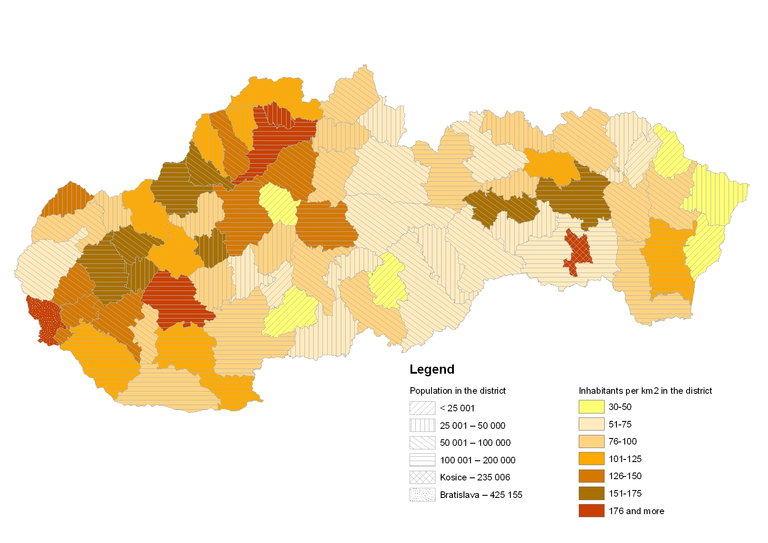 Legend
Population in the district
< 25 001
25 001 – 50 000
50 001 – 100 000
100 001 – 200 000
Kosice – 235 006
Bratislava – 425 155
Inhabitants per km2 in the district
30-50
51-75
76-100
101-125
126-150
151-175
176 and more